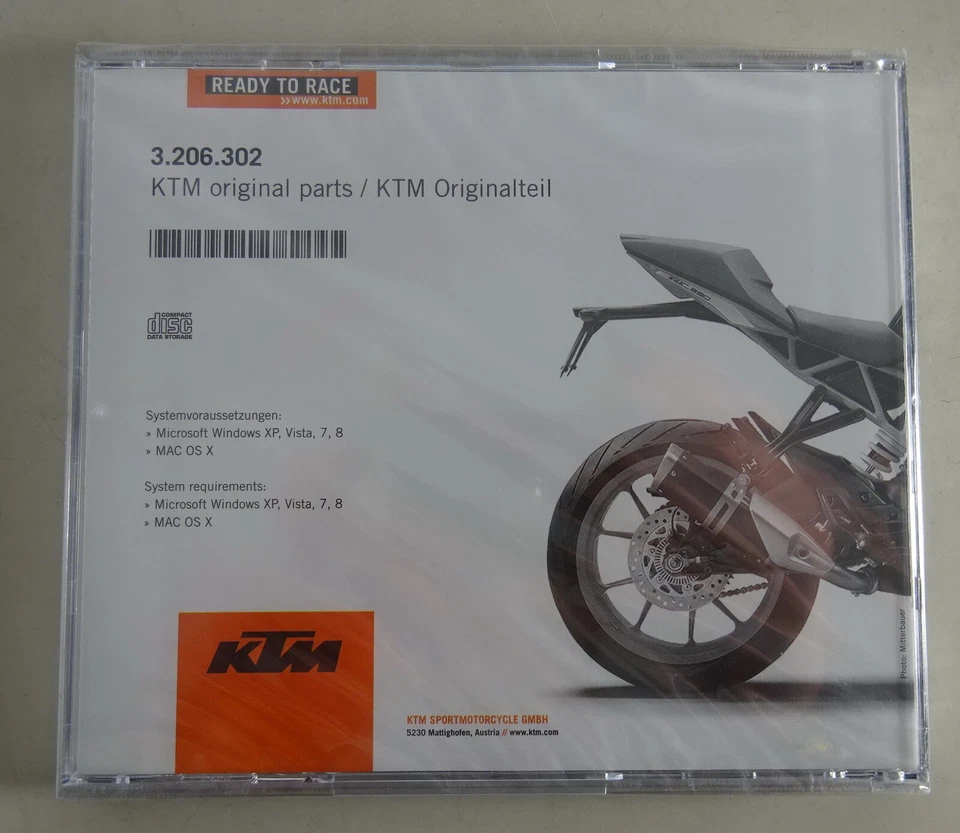 READY TO RACE
»www.ktm.com
3.206.302
KTM original parts / KTM Originalteil
COMPACT
disc
DATA STORAGE
Systemvoraussetzungen:
» Microsoft Windows XP, Vista, 7, 8
» MAC OS X
System requirements:
» Microsoft Windows XP, Vista, 7, 8
» MAC OS X
KTM
KTM SPORTMOTORCYCLE GMBH
5230 Mattighofen, Austria // www.ktm.com
Photo: Mitterbauer